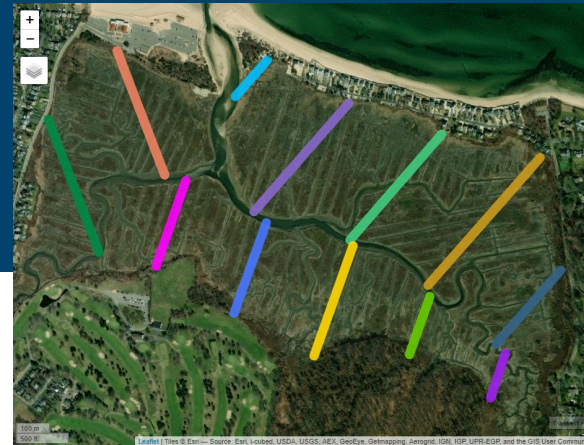 +
−
100 m
500 ft
Leaflet | Tiles © Esri — Source: Esri, i-cubed, USDA, USGS, AEX, GeoEye, Getmapping, Aerogrid, IGN, IGP, UPR-EGP, and the GIS User Commu